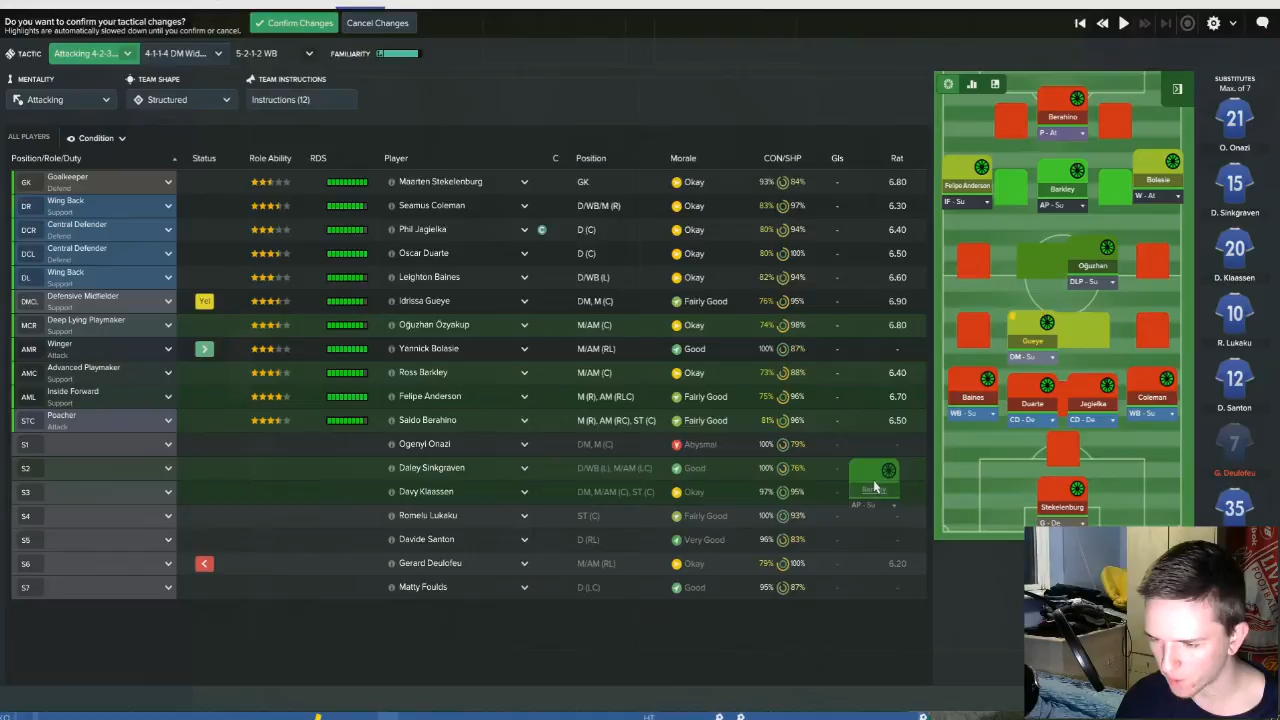 Do you want to confirm your tactical changes?
Highlights are automatically slowed down until you confirm or cancel.
Confirm Changes
Cancel Changes
TACTIC
Attacking 4-2-3...
4-1-1-4 DM Wid...
5-2-1-2 WB
FAMILIARITY
MENTALITY
TEAM SHAPE
TEAM INSTRUCTIONS
Attacking
Structured
Instructions (12)
ALL PLAYERS
Condition
Position/Role/Duty Status Role Ability RDS Player C Position Morale CON/SHP Gls Rat
GK Goalkeeper Defend Maarten Stekelenburg GK Okay 93% 84% - 6.80
DR Wing Back Support Seamus Coleman D/WB/M (R) Okay 83% 97% - 6.30
DCR Central Defender Defend Phil Jagielka C D (C) Okay 80% 94% - 6.40
DCL Central Defender Defend Oscar Duarte D (C) Okay 80% 100% - 6.50
DL Wing Back Support Leighton Baines D/WB (L) Okay 82% 94% - 6.60
DMCL Defensive Midfielder Support Yel Idrissa Gueye DM, M (C) Fairly Good 76% 95% - 6.90
MCR Deep Lying Playmaker Support Oğuzhan Özyakup M/AM (C) Okay 74% 98% - 6.80
AMR Winger Attack Yannick Bolasie M/AM (RL) Good 100% 87% - -
AMC Advanced Playmaker Support Ross Barkley M/AM (C) Okay 73% 88% - 6.40
AML Inside Forward Support Felipe Anderson M (R), AM (RLC) Fairly Good 75% 96% - 6.70
STC Poacher Attack Saido Berahino M (R), AM (RC), ST (C) Fairly Good 81% 96% - 6.50
S1 Ogenyi Onazi DM, M (C) Abysmal 100% 79% - -
S2 Daley Sinkgraven D/WB (L), M/AM (LC) Good 100% 76% -
S3 Davy Klaassen DM, M/AM (C), ST (C) Okay 97% 95% -
AP - Su
S4 Romelu Lukaku ST (C) Fairly Good 100% 93% - -
S5 Davide Santon D (RL) Very Good 96% 83% - -
S6 Gerard Deulofeu M/AM (RL) Okay 79% 100% - 6.20
S7 Matty Foulds D (LC) Good 95% 87% - -
Berahino
P - At
Felipe Anderson
IF - Su
Barkley
AP - Su
Bolasie
W - At
Oğuzhan
DLP - Su
Gueye
DM - Su
Baines
WB - Su
Duarte
CD - De
Jagielka
CD - De
Coleman
WB - Su
Stekelenburg
G - De
SUBSTITUTES
Max. of 7
21
O. Onazi
15
D. Sinkgraven
20
D. Klaassen
10
R. Lukaku
12
D. Santon
7
G. Deulofeu
35
HT